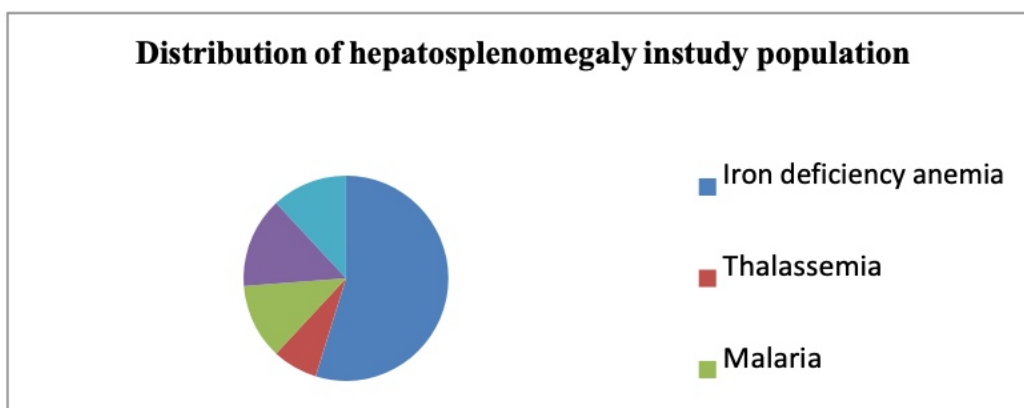 Distribution of hepatosplenomegaly instudy population
Iron deficiency anemia
Thalassemia
Malaria